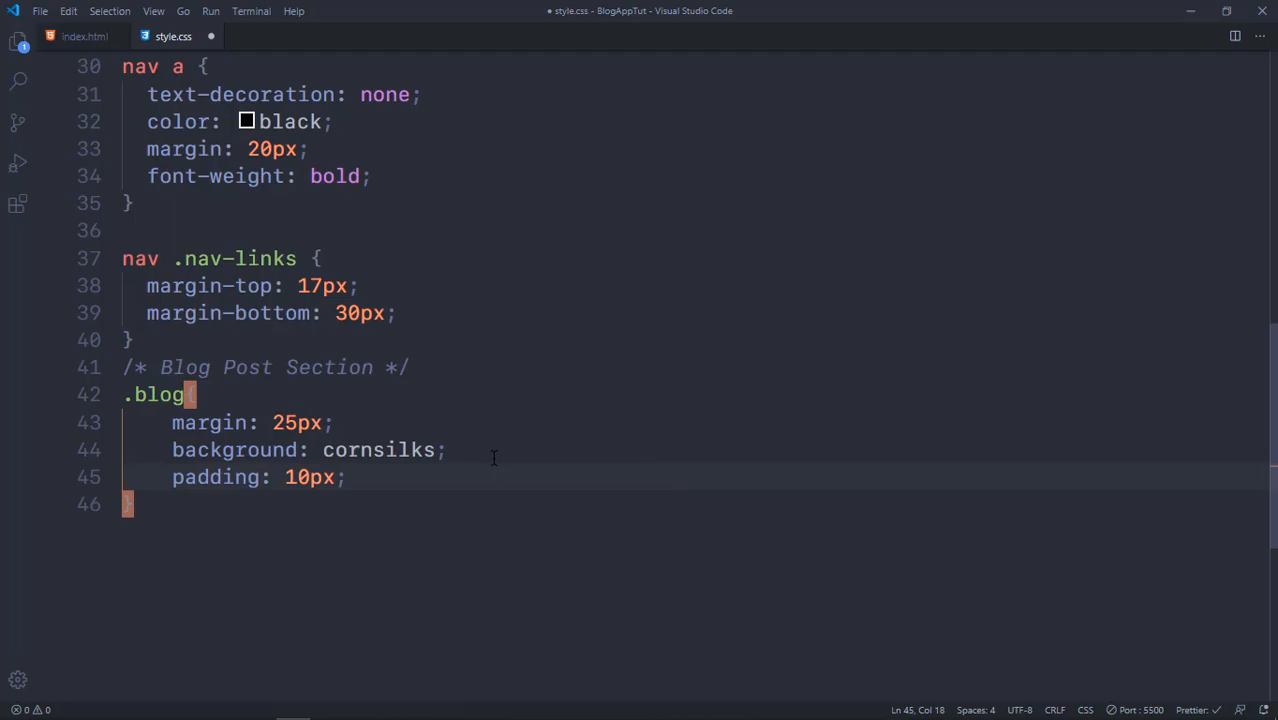 File Edit Selection View Go Run Terminal Help
● style.css - BlogAppTut - Visual Studio Code
index.html style.css
1
30 nav a {
31 text-decoration: none;
32 color: black;
33 margin: 20px;
34 font-weight: bold;
35 }
36
37 nav .nav-links {
38 margin-top: 17px;
39 margin-bottom: 30px;
40 }
41 /* Blog Post Section */
42 .blog{
43 margin: 25px;
44 background: cornsilks;
45 padding: 10px;
46 }
0 0 Ln 45, Col 18 Spaces: 4 UTF-8 CRLF CSS Port : 5500 Prettier: ✓